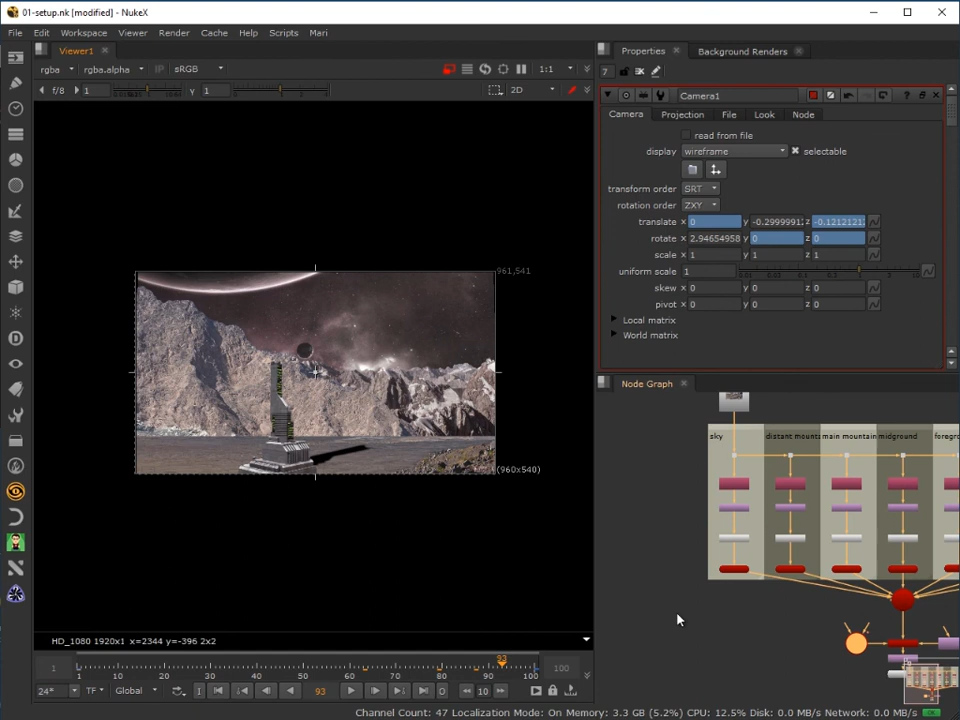 01-setup.nk [modified] - NukeX
File Edit Workspace Viewer Render Cache Help Scripts Mari
Viewer1
rgba rgba.alpha IP sRGB 1:1
f/8 1 γ 1 2D
961,541
(960x540)
HD_1080 1920x1 x=2344 y=-396 2x2
1 1 10 20 30 40 50 60 70 80 90 93 100 100
24* TF Global I 93 O 10
Properties Background Renders
7
Camera1
Camera Projection File Look Node
read from file
display wireframe selectable
transform order SRT
rotation order ZXY
translate x 0 y -0.2999991 z -0.1212121
rotate x 2.94654958 y 0 z 0
scale x 1 y 1 z 1
uniform scale 1
skew x 0 y 0 z 0
pivot x 0 y 0 z 0
Local matrix
World matrix
Node Graph
sky distant mounta main mountain midground foregro
Channel Count: 47 Localization Mode: On Memory: 3.3 GB (5.2%) CPU: 12.5% Disk: 0.0 MB/s Network: 0.0 MB/s